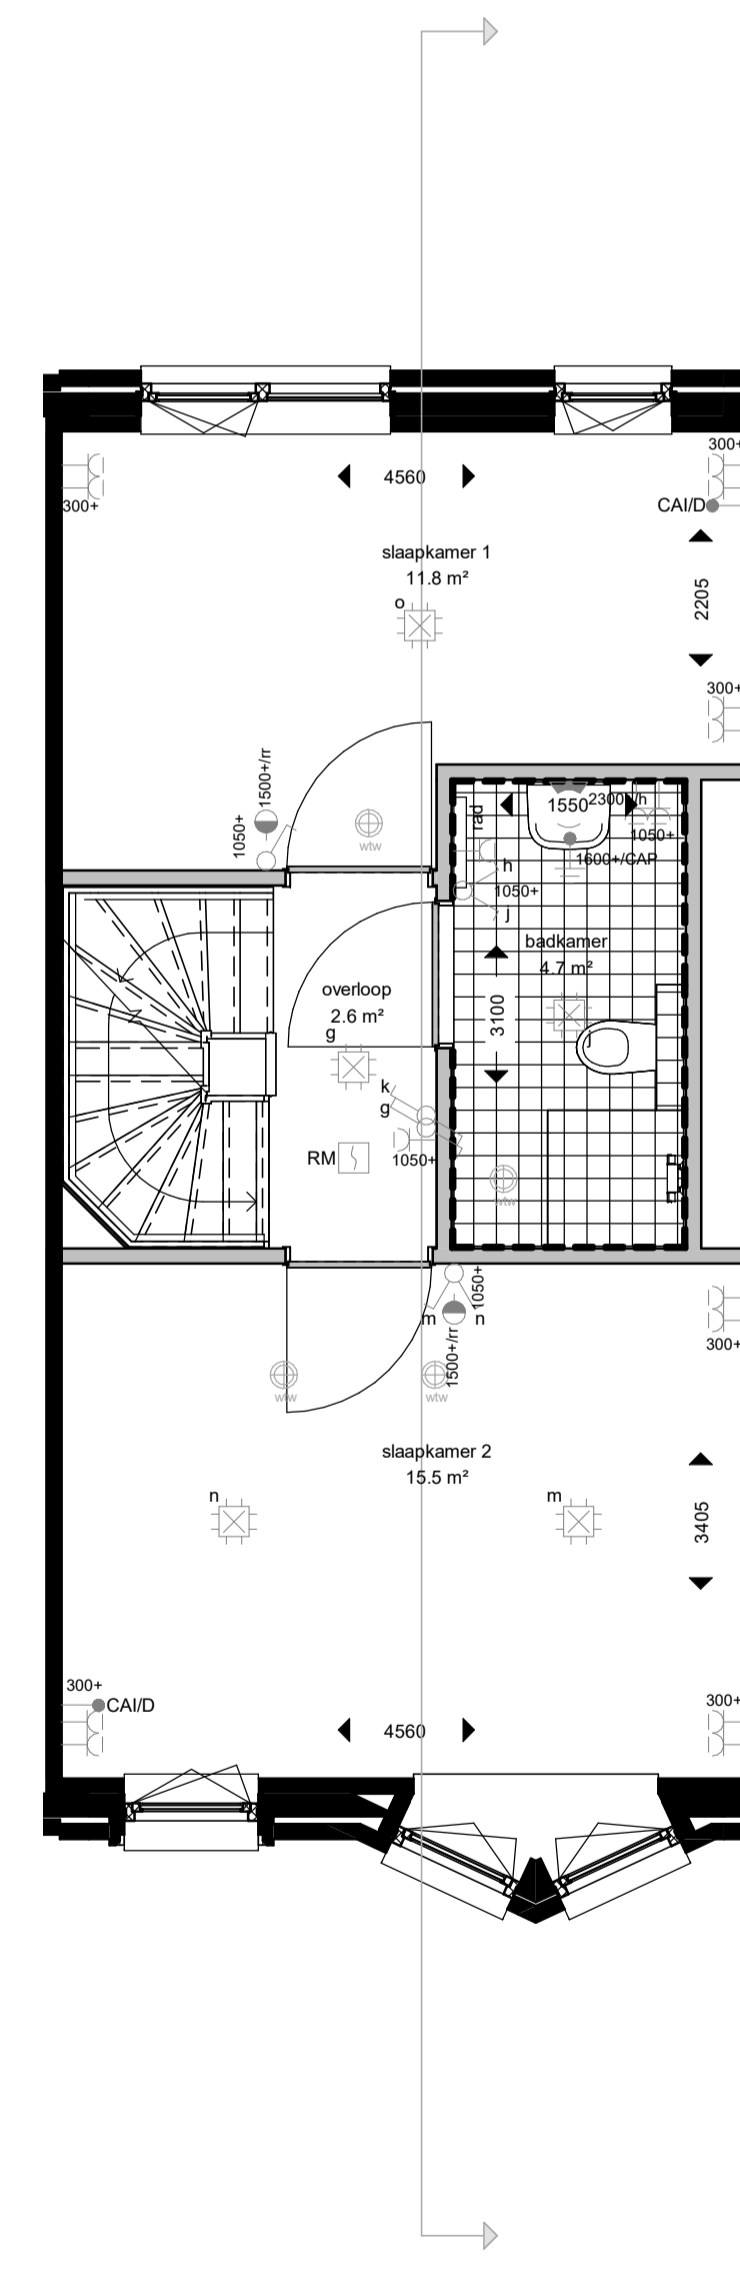 300+
4560
300+
CAI/D
slaapkamer 1
11.8 m²
2205
o
300+
1500+/rr
1050+
wtw
rad
1550
2300+/h
1050+
1600+/CAP
h
1050+
j
badkamer
4.7 m²
overloop
2.6 m²
g
3100
j
k
g
RM
1050+
wtw
1050+
m
n
1500+/rr
300+
wtw
wtw
slaapkamer 2
15.5 m²
n
m
3405
300+
CAI/D
300+
4560